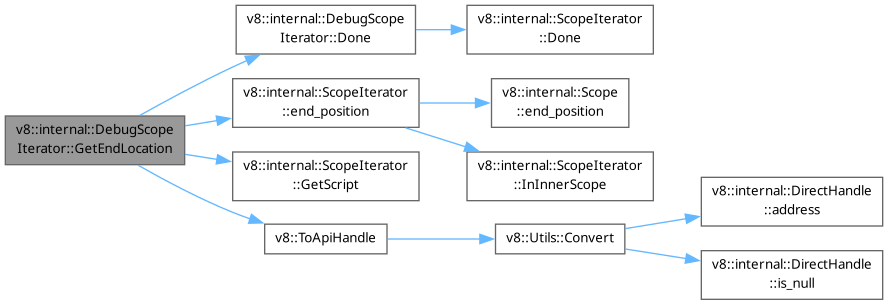 v8::internal::DebugScope
Iterator::GetEndLocation
v8::internal::DebugScope
Iterator::Done
v8::internal::ScopeIterator
::Done
v8::internal::ScopeIterator
::end_position
v8::internal::Scope
::end_position
v8::internal::ScopeIterator
::InInnerScope
v8::internal::ScopeIterator
::GetScript
v8::ToApiHandle
v8::Utils::Convert
v8::internal::DirectHandle
::address
v8::internal::DirectHandle
::is_null